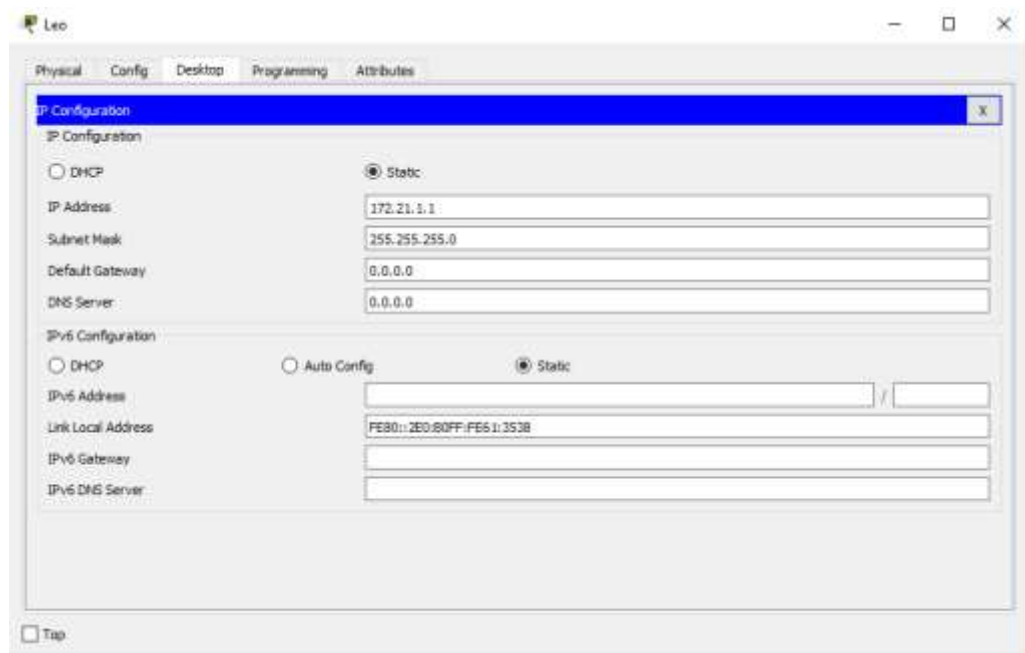 Leo
Physical Config Desktop Programming Attributes
IP Configuration X
IP Configuration
DHCP Static
IP Address 172.21.1.1
Subnet Mask 255.255.255.0
Default Gateway 0.0.0.0
DNS Server 0.0.0.0
IPv6 Configuration
DHCP Auto Config Static
IPv6 Address /
Link Local Address FE80::2E0:B0FF:FE61:3538
IPv6 Gateway
IPv6 DNS Server
Top